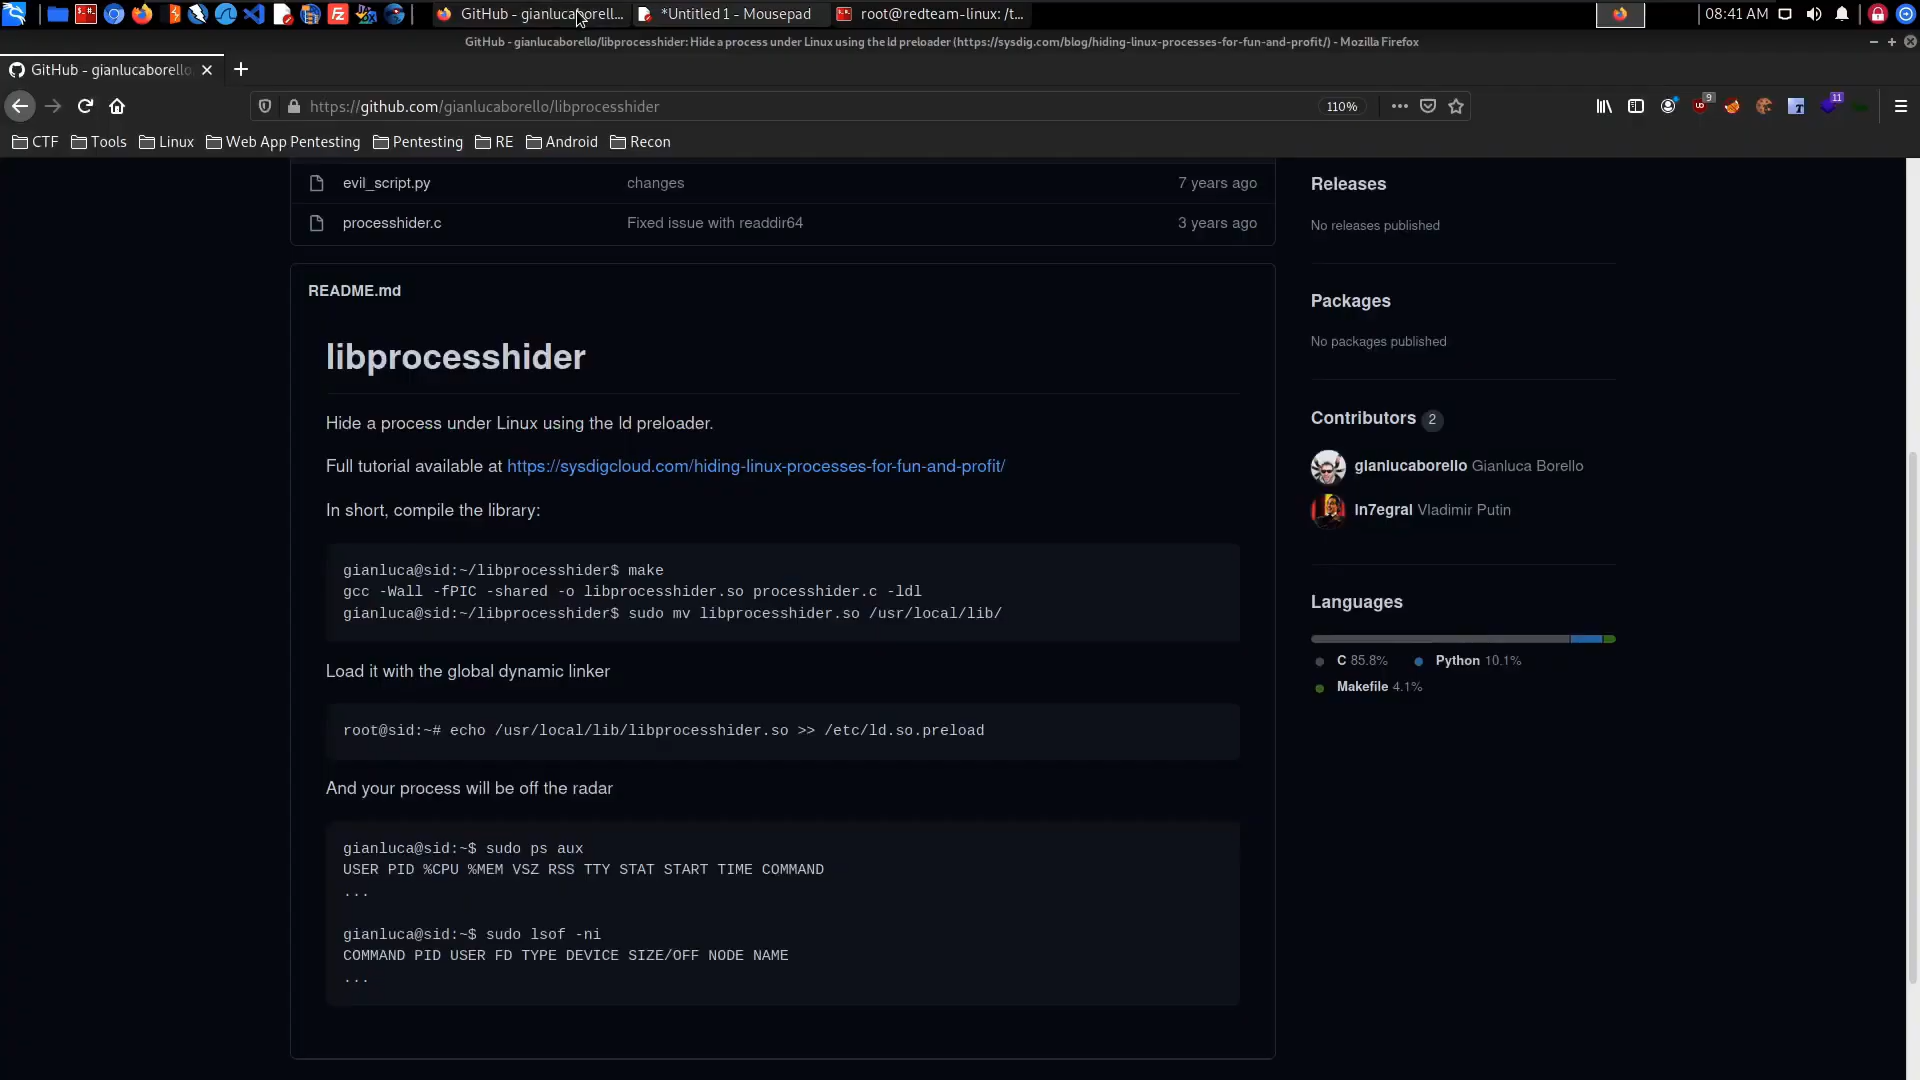 GitHub - gianlucaborell...
*Untitled 1 - Mousepad
root@redteam-linux: /t...
08:41 AM
GitHub - gianlucaborello/libprocesshider: Hide a process under Linux using the ld preloader (https://sysdig.com/blog/hiding-linux-processes-for-fun-and-profit/) - Mozilla Firefox
GitHub - gianlucaborello
https://github.com/gianlucaborello/libprocesshider
110%
9
11
CTF
Tools
Linux
Web App Pentesting
Pentesting
RE
Android
Recon
evil_script.py
changes
7 years ago
processhider.c
Fixed issue with readdir64
3 years ago
README.md
libprocesshider
Hide a process under Linux using the ld preloader.
Full tutorial available at https://sysdigcloud.com/hiding-linux-processes-for-fun-and-profit/
In short, compile the library:
gianluca@sid:~/libprocesshider$ make
gcc -Wall -fPIC -shared -o libprocesshider.so processhider.c -ldl
gianluca@sid:~/libprocesshider$ sudo mv libprocesshider.so /usr/local/lib/
Load it with the global dynamic linker
root@sid:~# echo /usr/local/lib/libprocesshider.so >> /etc/ld.so.preload
And your process will be off the radar
gianluca@sid:~$ sudo ps aux
USER PID %CPU %MEM VSZ RSS TTY STAT START TIME COMMAND
...
gianluca@sid:~$ sudo lsof -ni
COMMAND PID USER FD TYPE DEVICE SIZE/OFF NODE NAME
...
Releases
No releases published
Packages
No packages published
Contributors 2
gianlucaborello Gianluca Borello
in7egral Vladimir Putin
Languages
C 85.8%
Python 10.1%
Makefile 4.1%